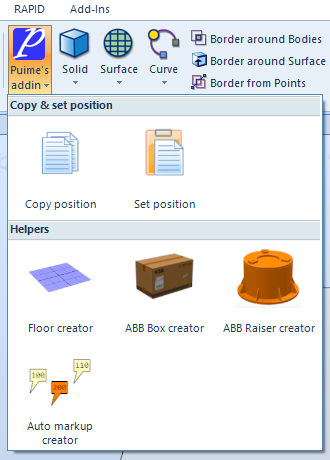 RAPID Add-Ins
Puime's addin
Solid
Surface
Curve
Border around Bodies
Border around Surface
Border from Points
Copy & set position
Copy position
Set position
Helpers
Floor creator
ABB Box creator
ABB Raiser creator
100
200
110
Auto markup
creator